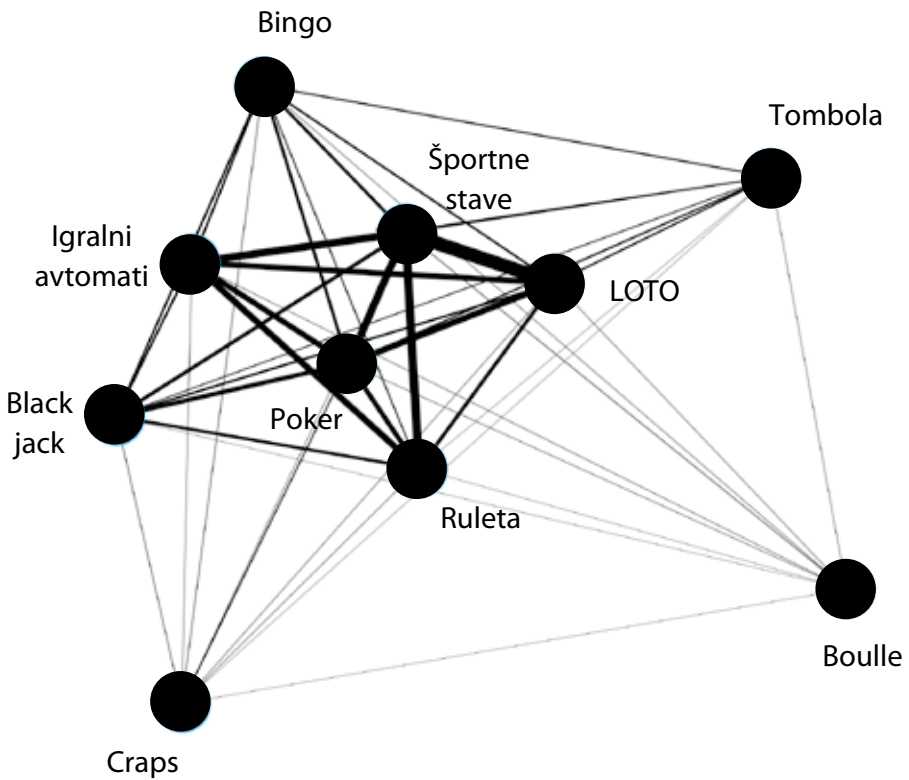 Bingo
Tombola
Športne
stave
Igralni
avtomati
LOTO
Black
jack
Poker
Ruleta
Boulle
Craps